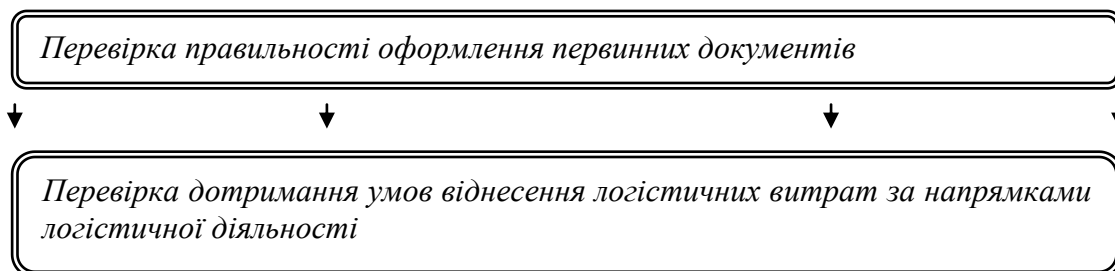 Перевірка правильності оформлення первинних документів
Перевірка дотримання умов віднесення логістичних витрат за напрямками
логістичної діяльності